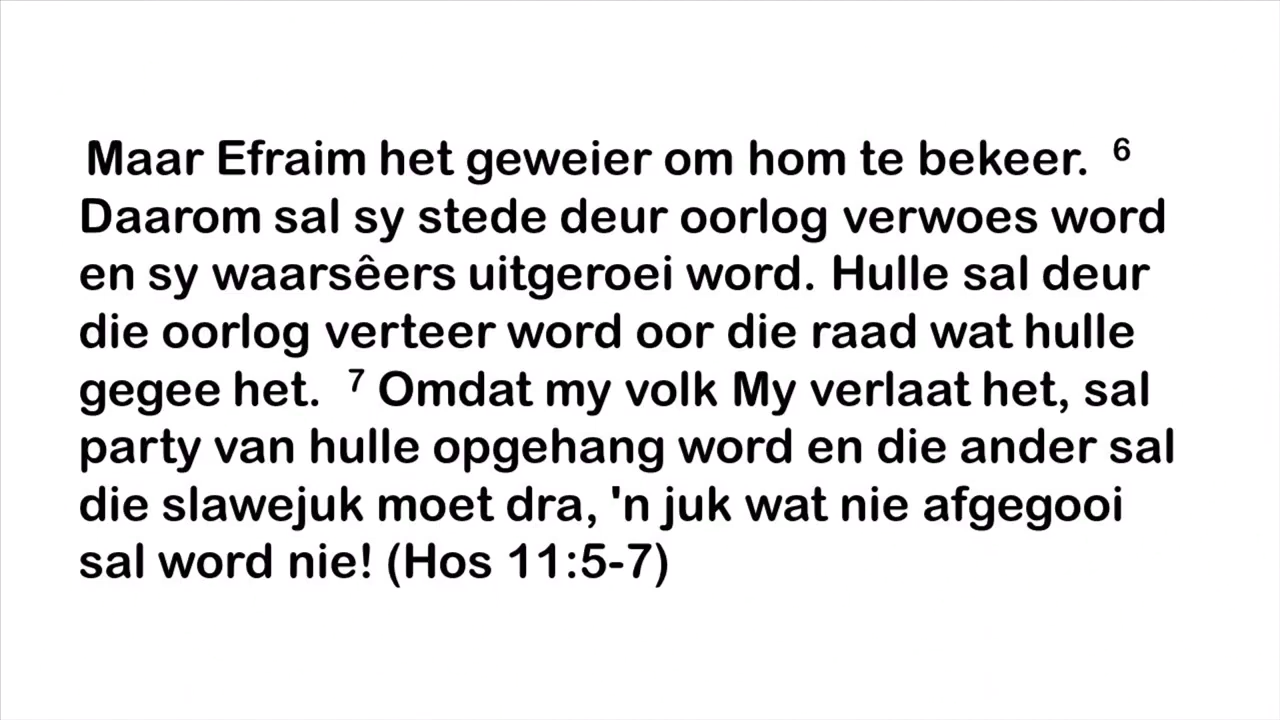 Maar Efraim het geweier om hom te bekeer. ⁶
Daarom sal sy stede deur oorlog verwoes word
en sy waarsêers uitgeroei word. Hulle sal deur
die oorlog verteer word oor die raad wat hulle
gegee het. ⁷ Omdat my volk My verlaat het, sal
party van hulle opgehang word en die ander sal
die slawejuk moet dra, 'n juk wat nie afgegooi
sal word nie! (Hos 11:5-7)